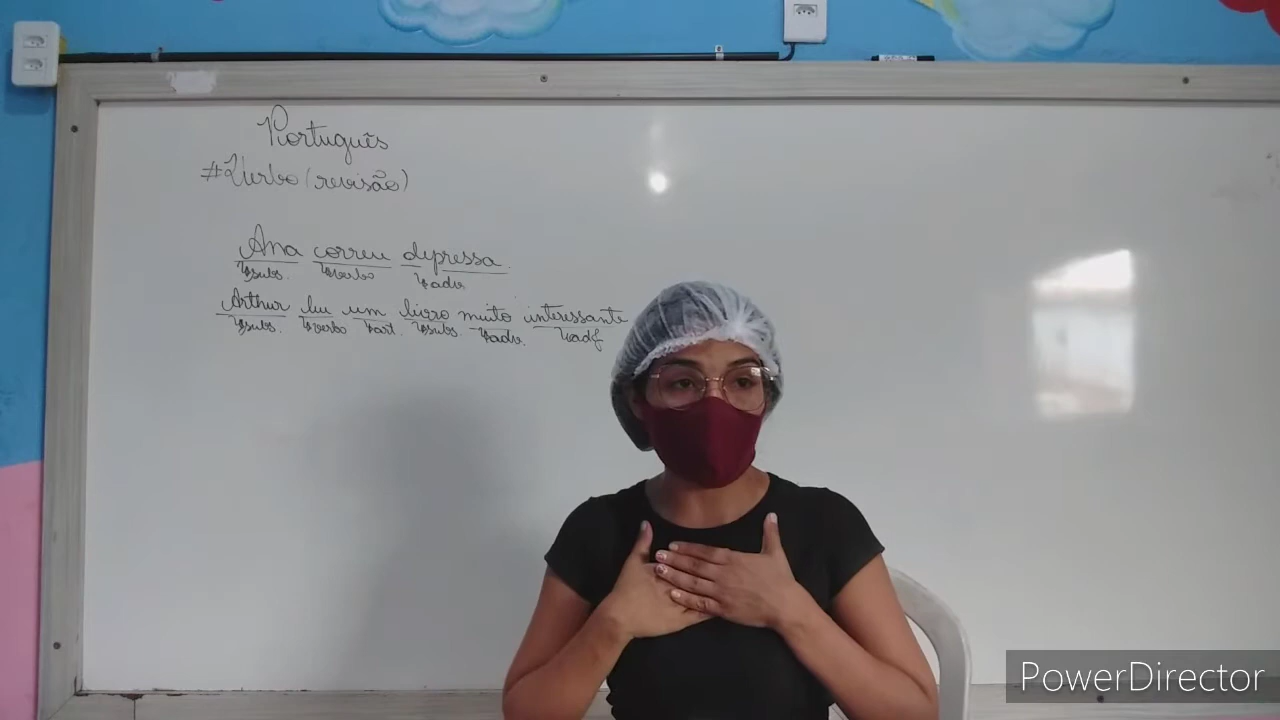 Português
#Verbo (revisão)
Ana correu depressa.
subs. verbo adv
Arthur leu um livro muito interessante
subs. verbo art. subs. adv. adj
PowerDirector